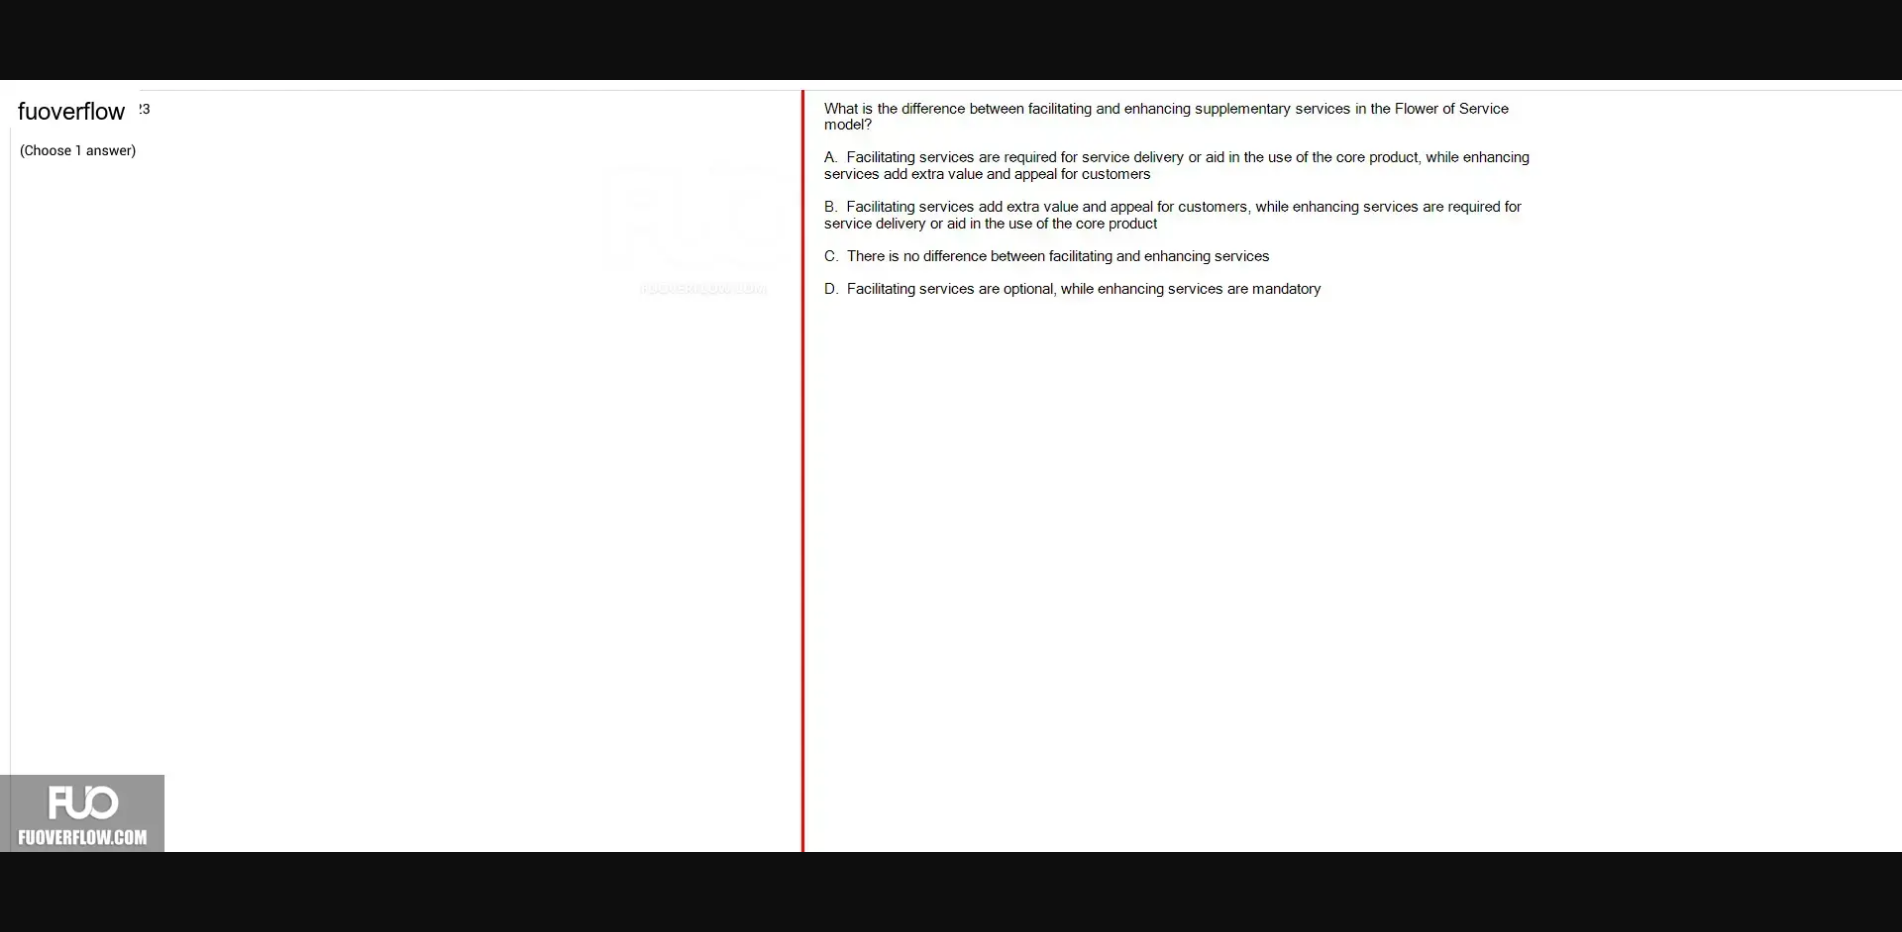 fuoverflow 23
(Choose 1 answer)
What is the difference between facilitating and enhancing supplementary services in the Flower of Service
model?
A. Facilitating services are required for service delivery or aid in the use of the core product, while enhancing
services add extra value and appeal for customers
B. Facilitating services add extra value and appeal for customers, while enhancing services are required for
service delivery or aid in the use of the core product
C. There is no difference between facilitating and enhancing services
D. Facilitating services are optional, while enhancing services are mandatory
FUO
FUOVERFLOW.COM
FUO
FUOVERFLOW.COM